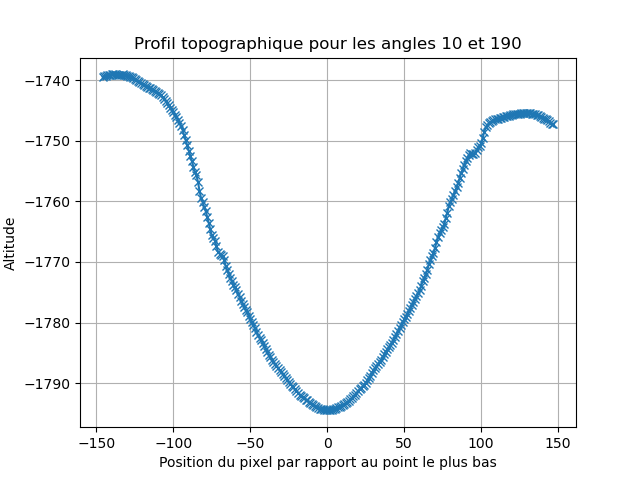 Profil topographique pour les angles 10 et 190
−1740
−1750
−1760
−1770
−1780
−1790
Altitude
−150 −100 −50 0 50 100 150
Position du pixel par rapport au point le plus bas